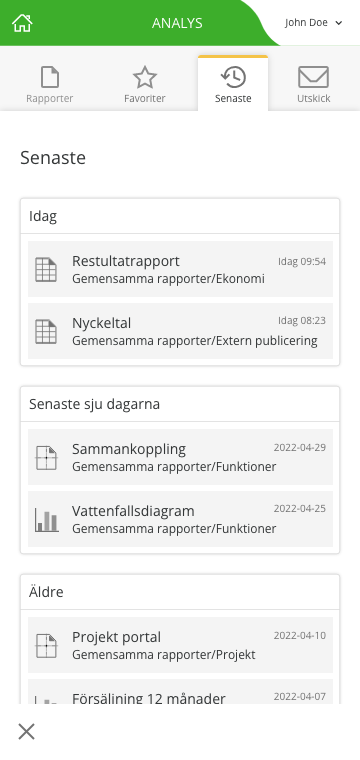 ANALYS
John Doe
Rapporter
Favoriter
Senaste
Utskick
Senaste
Idag
Restultatrapport
Idag 09:54
Gemensamma rapporter/Ekonomi
Nyckeltal
Idag 08:23
Gemensamma rapporter/Extern publicering
Senaste sju dagarna
Sammankoppling
2022-04-29
Gemensamma rapporter/Funktioner
Vattenfallsdiagram
2022-04-25
Gemensamma rapporter/Funktioner
Äldre
Projekt portal
2022-04-10
Gemensamma rapporter/Projekt
Försäljning 12 månader
2022-04-07